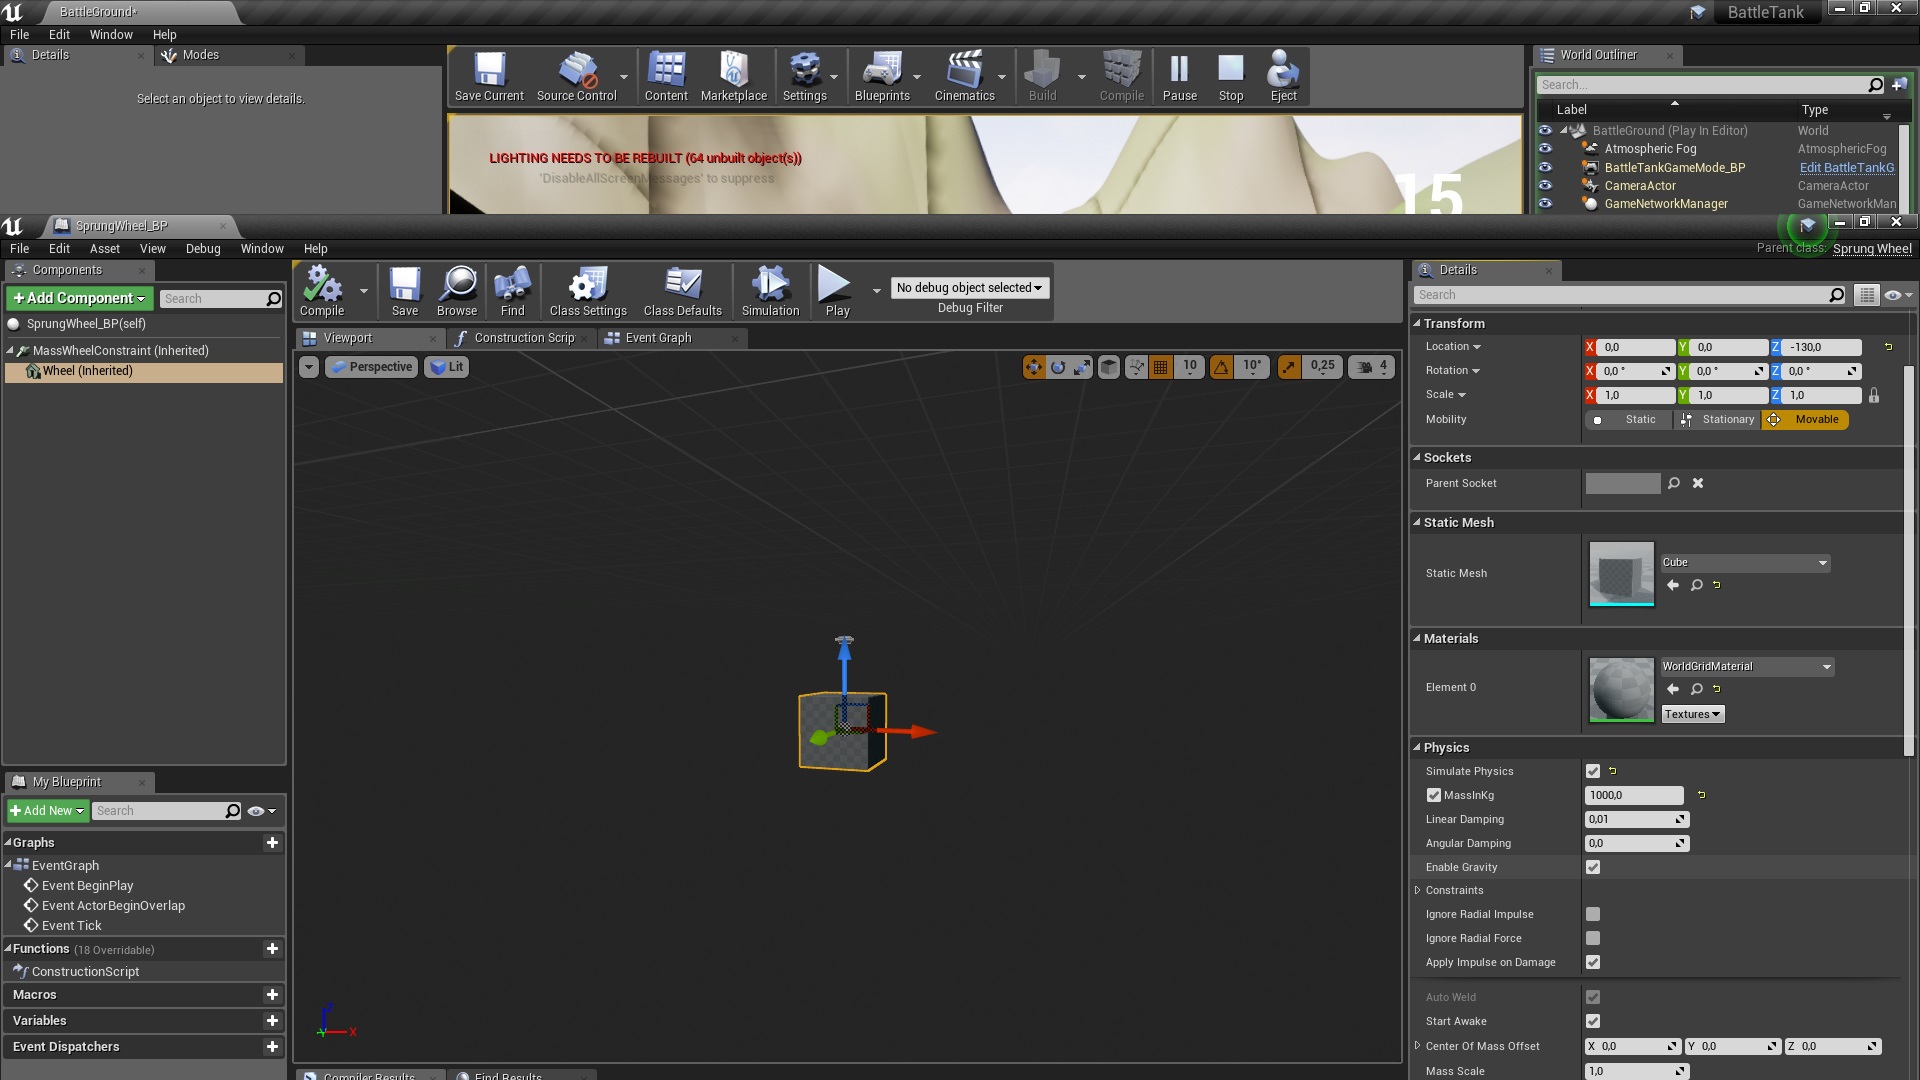 BattleGround•
BattleTank
File Edit Window Help
Details Modes
Select an object to view details.
Save Current Source Control Content Marketplace Settings Blueprints Cinematics Build Compile Pause Stop Eject
LIGHTING NEEDS TO BE REBUILT (64 unbuilt object(s))
'DisableAllScreenMessages' to suppress
15
World Outliner
Search...
Label Type
BattleGround (Play In Editor) World
Atmospheric Fog AtmosphericFog
BattleTankGameMode_BP Edit BattleTankG
CameraActor CameraActor
GameNetworkManager GameNetworkMan
SprungWheel_BP
File Edit Asset View Debug Window Help
Parent class: Sprung Wheel
Components
+Add Component Search
SprungWheel_BP(self)
MassWheelConstraint (Inherited)
Wheel (Inherited)
Compile Save Browse Find Class Settings Class Defaults Simulation Play
No debug object selected
Debug Filter
Viewport Construction Scrip Event Graph
Perspective Lit 10 10° 0,25 4
X
My Blueprint
+Add New Search
Graphs
EventGraph
Event BeginPlay
Event ActorBeginOverlap
Event Tick
Functions (18 Overridable)
ConstructionScript
Macros
Variables
Event Dispatchers
Compiler Results Find Results
Details
Search
Transform
Location X 0,0 Y 0,0 Z -130,0
Rotation X 0,0 ° Y 0,0 ° Z 0,0 °
Scale X 1,0 Y 1,0 Z 1,0
Mobility Static Stationary Movable
Sockets
Parent Socket
Static Mesh
Static Mesh Cube
Materials
Element 0 WorldGridMaterial
Textures
Physics
Simulate Physics
MassInKg 1000,0
Linear Damping 0,01
Angular Damping 0,0
Enable Gravity
Constraints
Ignore Radial Impulse
Ignore Radial Force
Apply Impulse on Damage
Auto Weld
Start Awake
Center Of Mass Offset X 0,0 Y 0,0 Z 0,0
Mass Scale 1,0